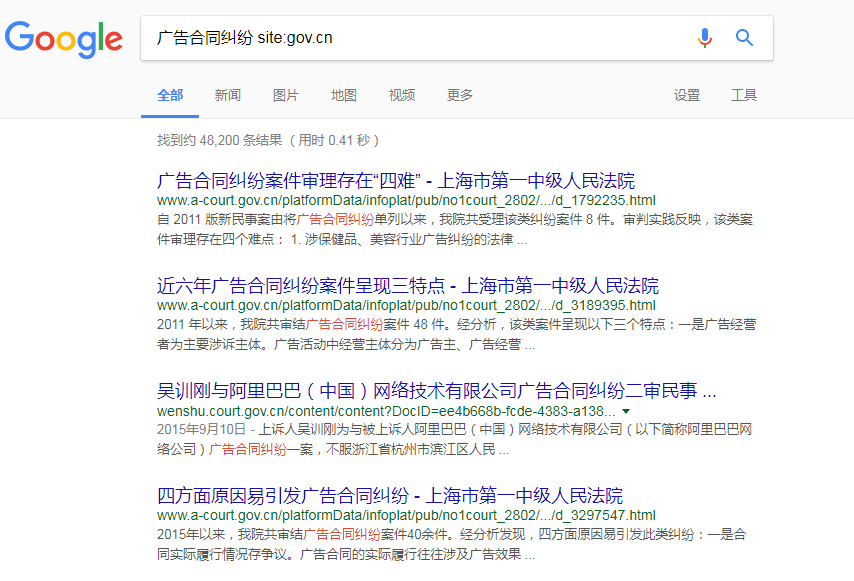 Google
广告合同纠纷 site:gov.cn
全部 新闻 图片 地图 视频 更多 设置 工具
找到约 48,200 条结果 （用时 0.41 秒）
广告合同纠纷案件审理存在“四难” - 上海市第一中级人民法院
www.a-court.gov.cn/platformData/infoplat/pub/no1court_2802/.../d_1792235.html
自 2011 版新民事案由将广告合同纠纷单列以来，我院共受理该类纠纷案件 8 件。审判实践反映，该类案
件审理存在四个难点： 1. 涉保健品、美容行业广告纠纷的法律 ...
近六年广告合同纠纷案件呈现三特点 - 上海市第一中级人民法院
www.a-court.gov.cn/platformData/infoplat/pub/no1court_2802/.../d_3189395.html
2011 年以来，我院共审结广告合同纠纷案件 48 件。经分析，该类案件呈现以下三个特点：一是广告经营
者为主要涉诉主体。广告活动中经营主体分为广告主、广告经营 ...
吴训刚与阿里巴巴（中国）网络技术有限公司广告合同纠纷二审民事 ...
wenshu.court.gov.cn/content/content?DocID=ee4b668b-fcde-4383-a138...
2015年9月10日 - 上诉人吴训刚为与被上诉人阿里巴巴（中国）网络技术有限公司（以下简称阿里巴巴网
络公司）广告合同纠纷一案，不服浙江省杭州市滨江区人民 ...
四方面原因易引发广告合同纠纷 - 上海市第一中级人民法院
www.a-court.gov.cn/platformData/infoplat/pub/no1court_2802/.../d_3297547.html
2015年以来，我院共审结广告合同纠纷案件40余件。经分析发现，四方面原因易引发此类纠纷：一是合
同实际履行情况存争议。广告合同的实际履行往往涉及广告效果 ...